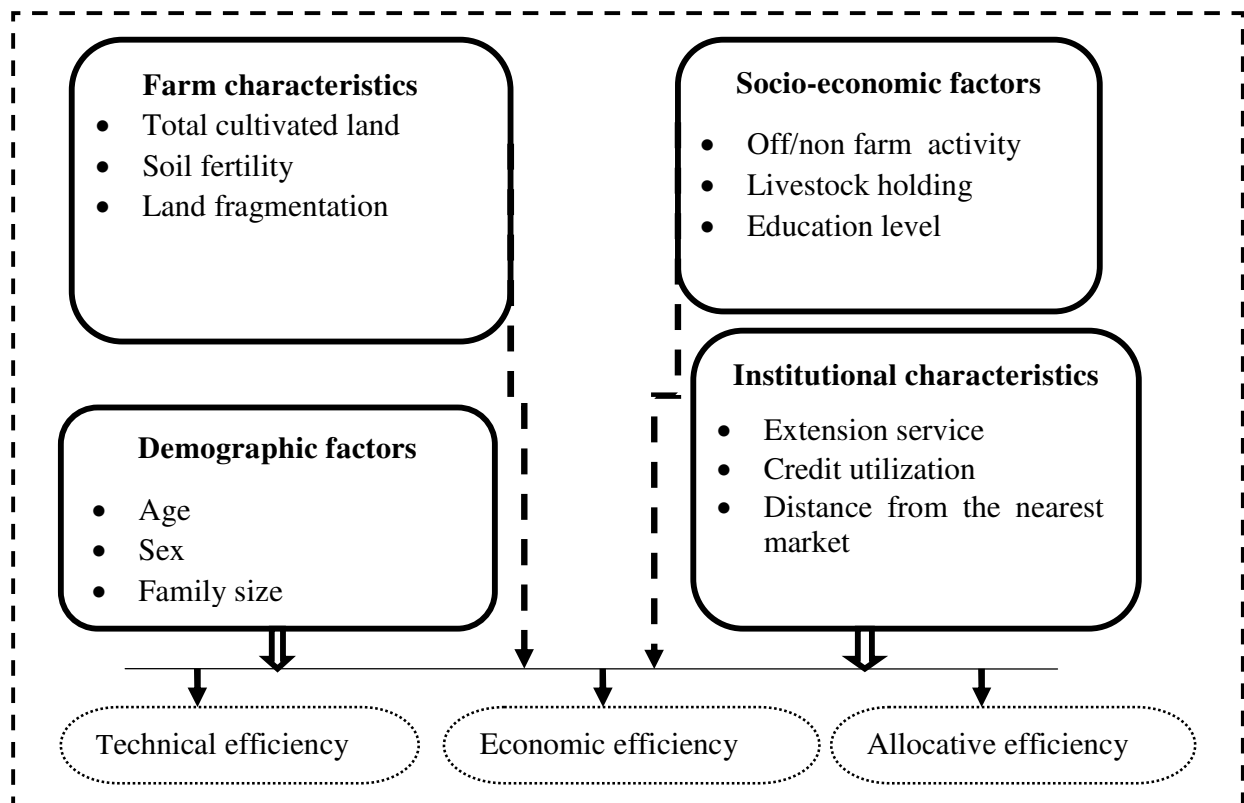 Farm characteristics
• Total cultivated land
• Soil fertility
• Land fragmentation
Socio-economic factors
• Off/non farm activity
• Livestock holding
• Education level
Demographic factors
• Age
• Sex
• Family size
Institutional characteristics
• Extension service
• Credit utilization
• Distance from the nearest
market
Technical efficiency
Economic efficiency
Allocative efficiency